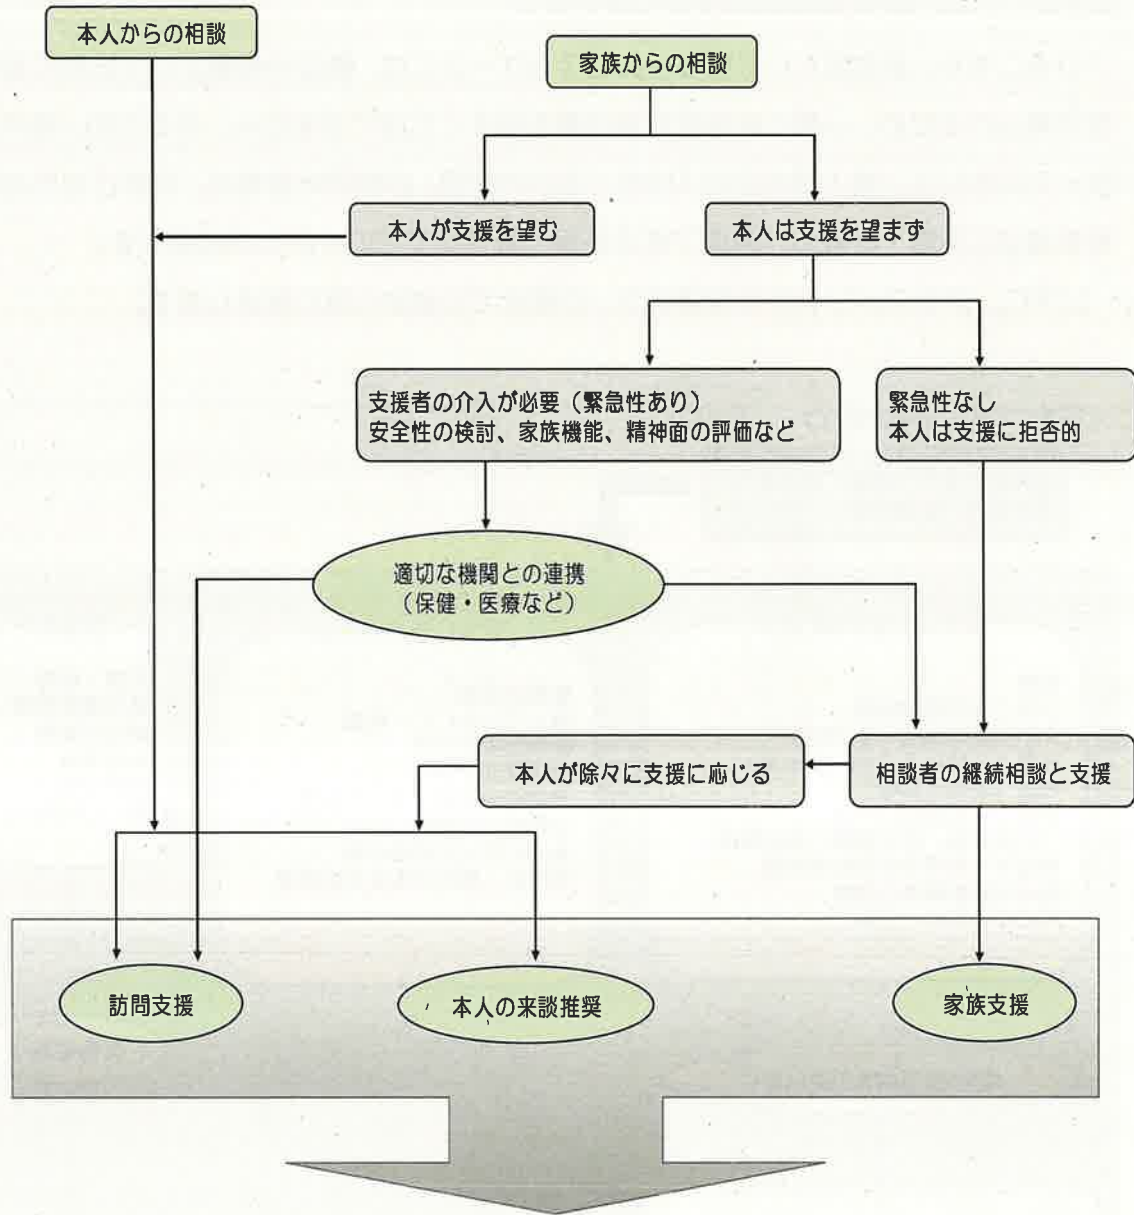 本人からの相談
家族からの相談
本人が支援を望む
本人は支援を望まず
支援者の介入が必要（緊急性あり）
安全性の検討、家族機能、精神面の評価など
緊急性なし
本人は支援に拒否的
適切な機関との連携
（保健・医療など）
本人が除々に支援に応じる
相談者の継続相談と支援
訪問支援
本人の来談推奨
家族支援